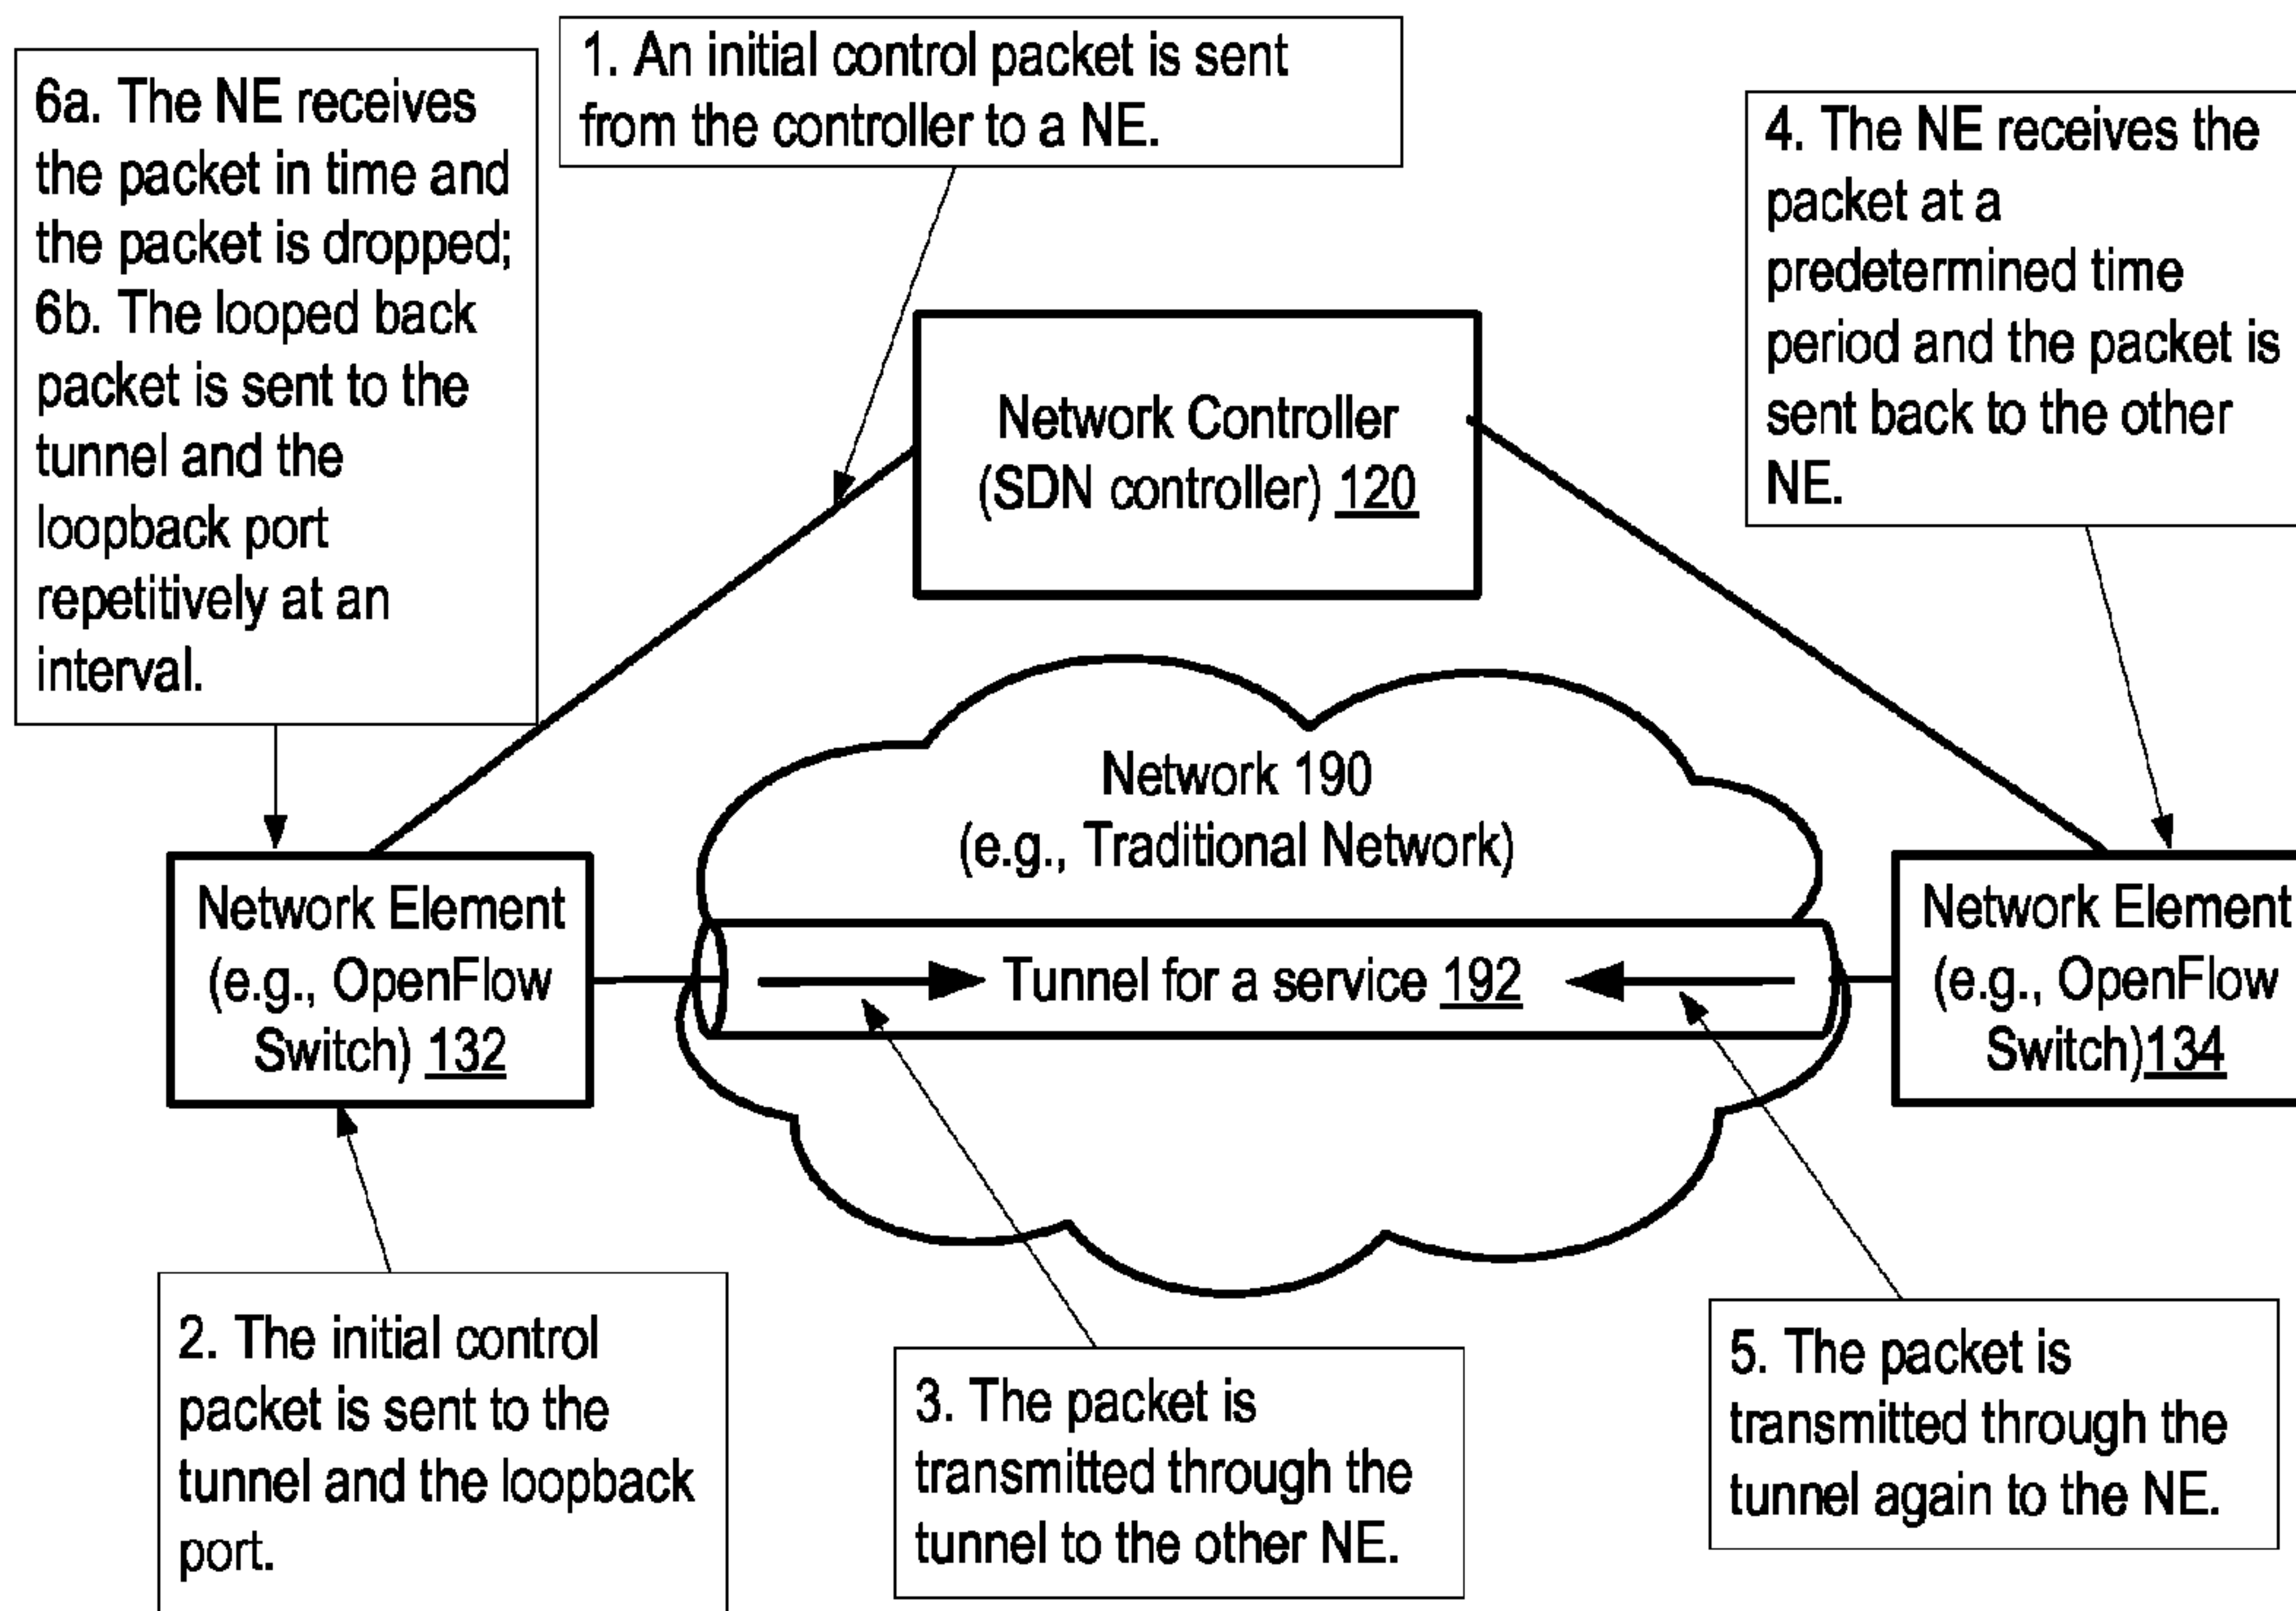 1. An initial control packet is sent
from the controller to a NE.
6a. The NE receives
the packet in time and
the packet is dropped;
6b. The looped back
packet is sent to the
tunnel and the
loopback port
repetitively at an
interval.
4. The NE receives the
packet at a
predetermined time
period and the packet is
sent back to the other
NE.
Network Controller
(SDN controller) 120
Network 190
(e.g., Traditional Network)
Network Element
(e.g., OpenFlow
Switch) 132
Tunnel for a service 192
Network Element
(e.g., OpenFlow
Switch)134
2. The initial control
packet is sent to the
tunnel and the loopback
port.
3. The packet is
transmitted through the
tunnel to the other NE.
5. The packet is
transmitted through the
tunnel again to the NE.